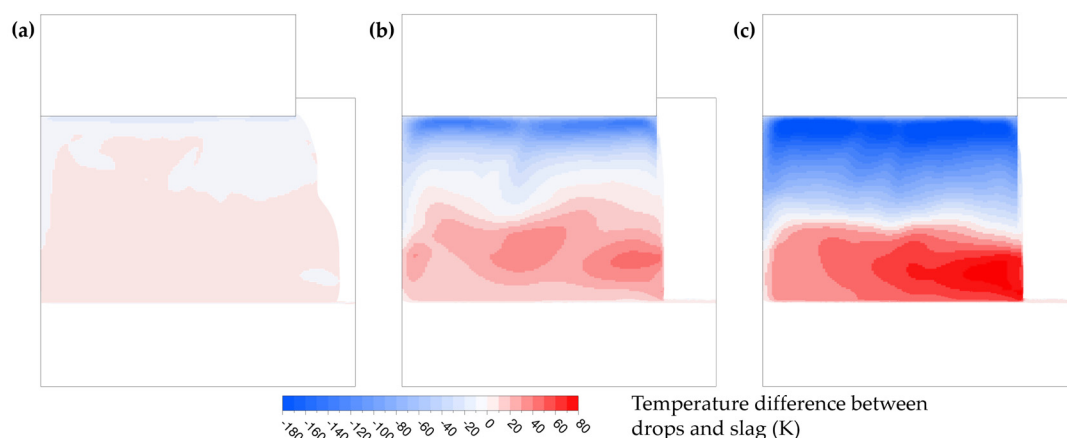 (a)
(b)
(c)
-180 -160 -140 -120 -100 -80 -60 -40 -20 0 20 40 60 80
Temperature difference between
drops and slag (K)